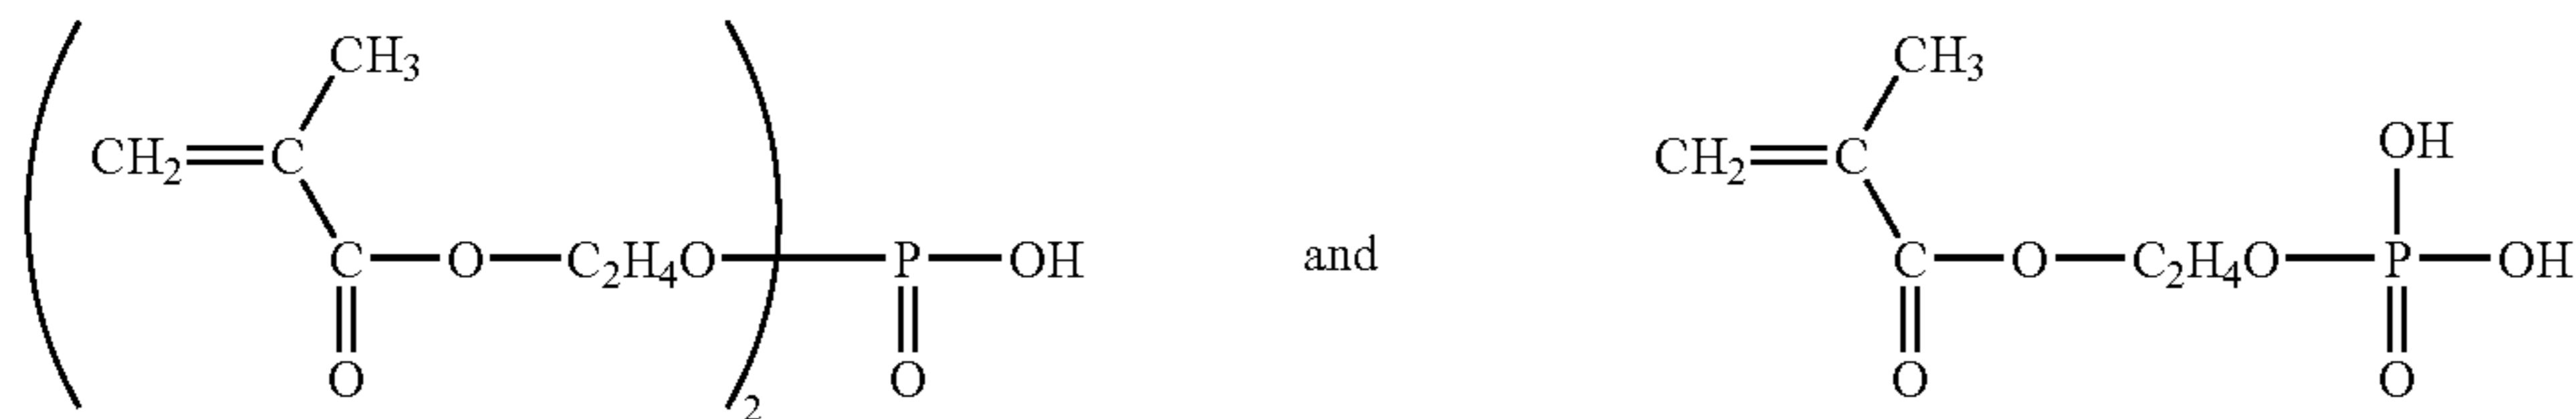 CH3 CH3
OH
CH2 C CH2 C
C O C2H4O P OH and C O C2H4O P OH
O O O O
2